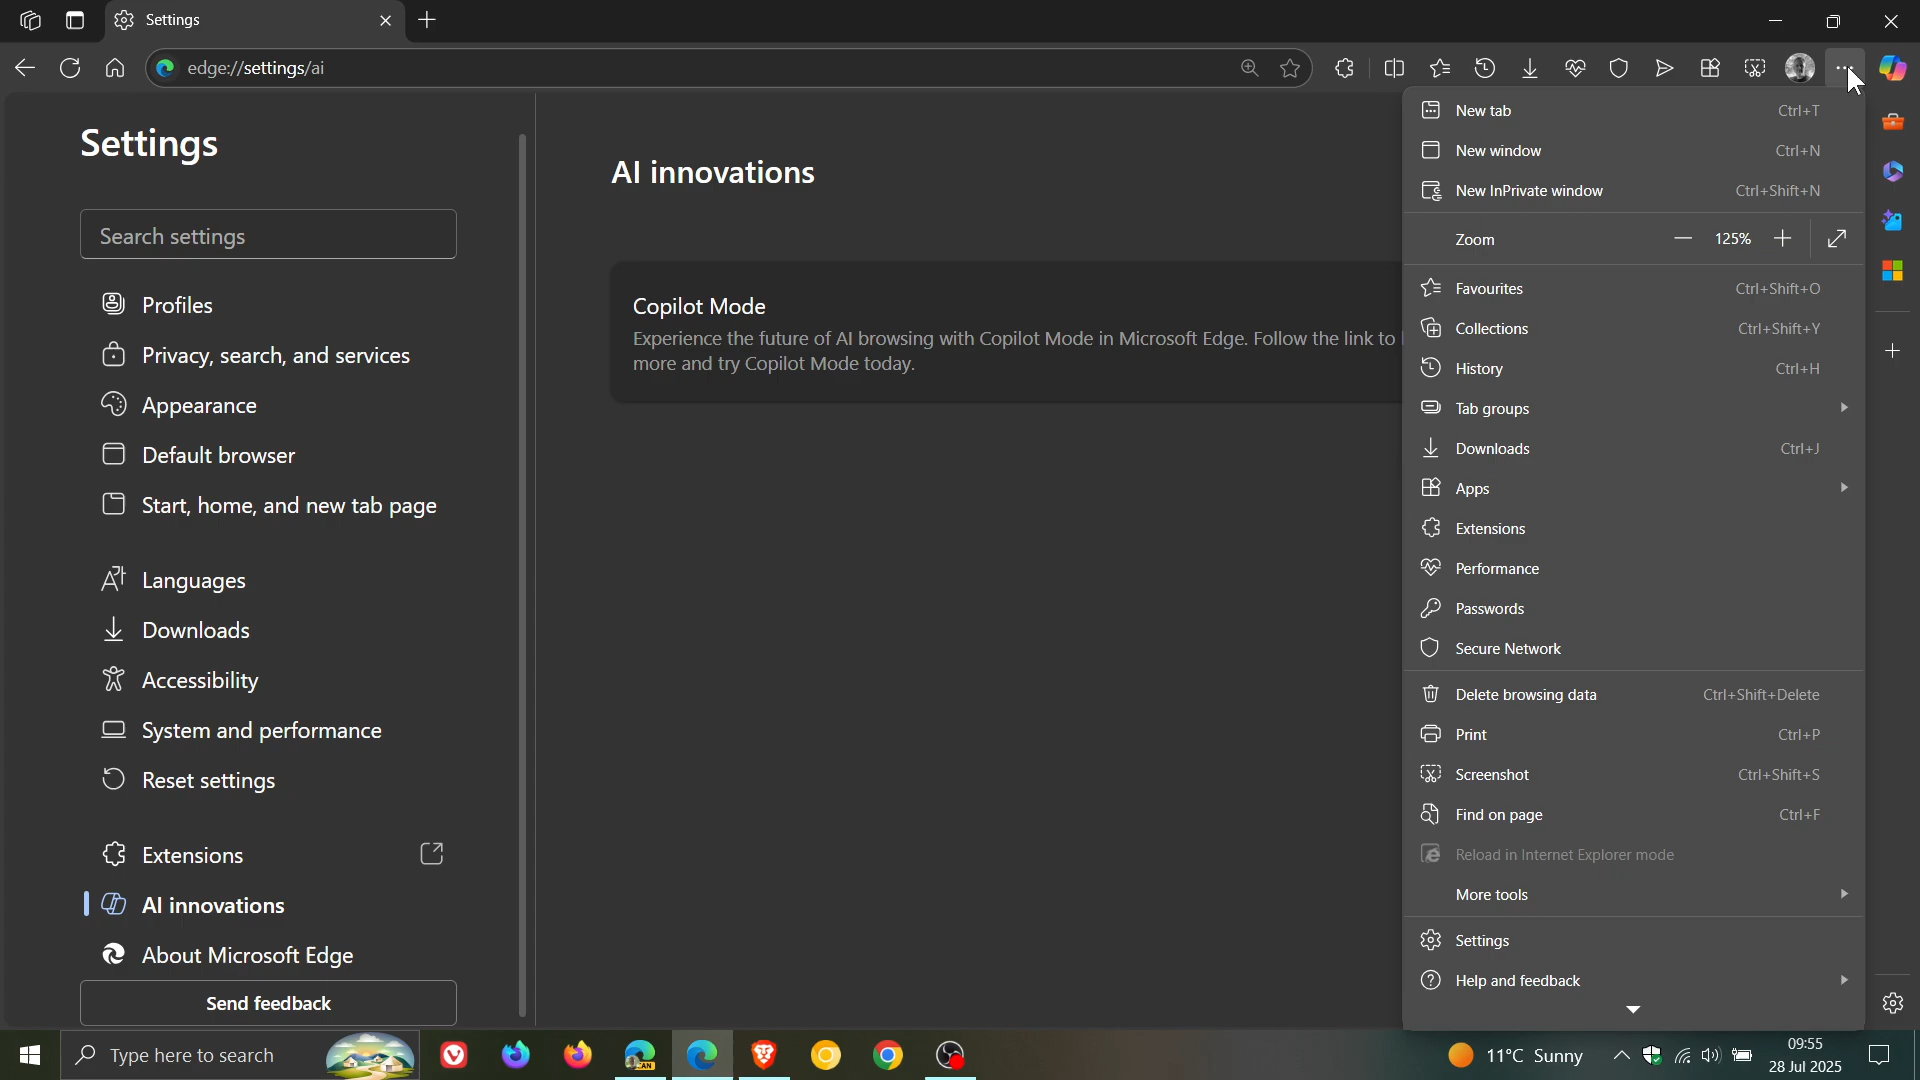 Settings
edge://settings/ai
Settings
Search settings
Profiles
Privacy, search, and services
Appearance
Default browser
Start, home, and new tab page
Languages
Downloads
Accessibility
System and performance
Reset settings
Extensions
AI innovations
About Microsoft Edge
Send feedback
AI innovations
Copilot Mode
Experience the future of AI browsing with Copilot Mode in Microsoft Edge. Follow the link to
more and try Copilot Mode today.
New tab Ctrl+T
New window Ctrl+N
New InPrivate window Ctrl+Shift+N
Zoom 125%
Favourites Ctrl+Shift+O
Collections Ctrl+Shift+Y
History Ctrl+H
Tab groups
Downloads Ctrl+J
Apps
Extensions
Performance
Passwords
Secure Network
Delete browsing data Ctrl+Shift+Delete
Print Ctrl+P
Screenshot Ctrl+Shift+S
Find on page Ctrl+F
Reload in Internet Explorer mode
More tools
Settings
Help and feedback
Type here to search
CAN
11°C Sunny
09:55
28 Jul 2025